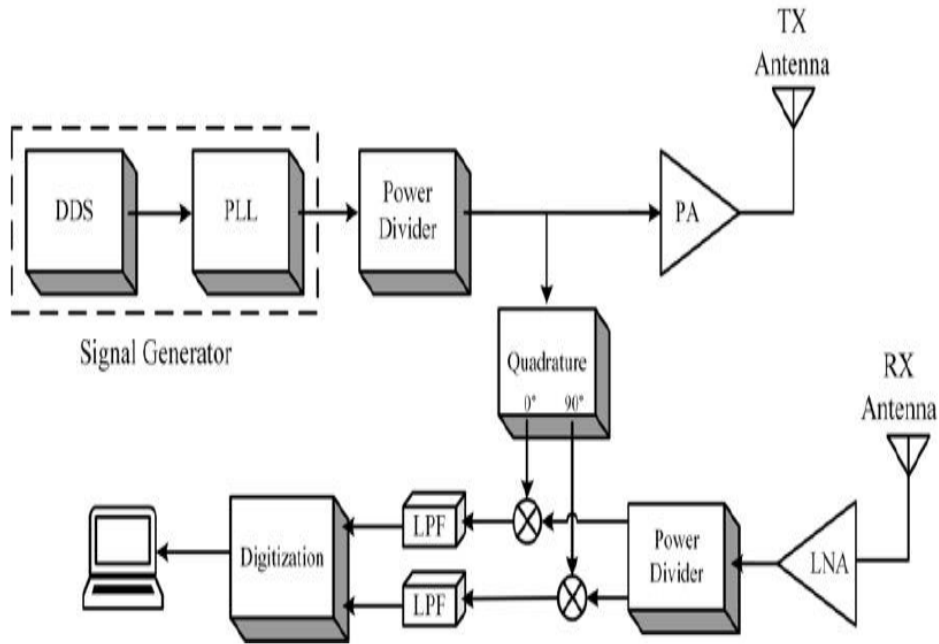 TX
Antenna
DDS
PLL
Power
Divider
PA
Signal Generator
Quadrature
0° 90°
RX
Antenna
Digitization
LPF
LPF
Power
Divider
LNA